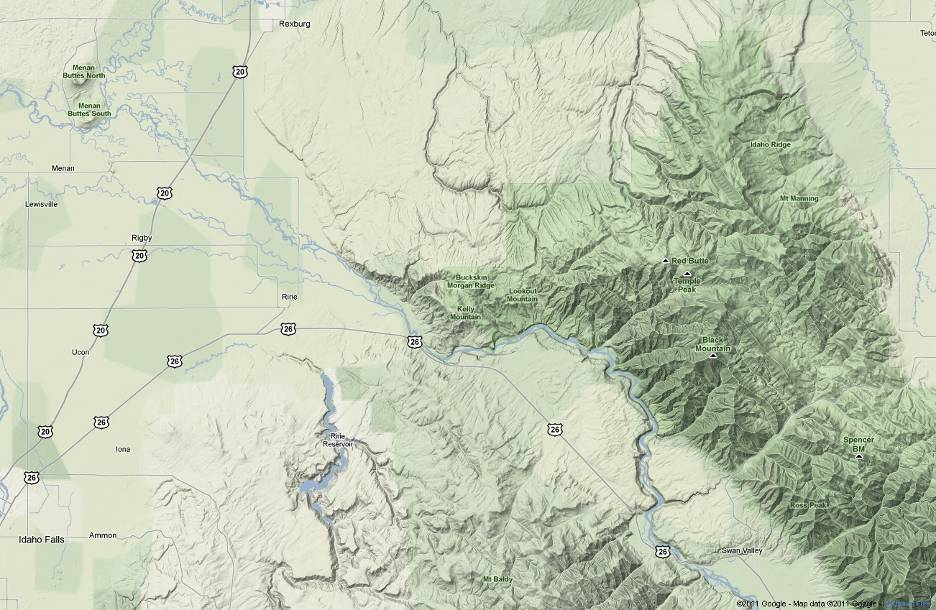 Rexburg
Teton
20
Menan
Buttes North
Menan
Buttes South
Idaho Ridge
Menan
20
Mt Manning
Lewisville
Rigby
20
Red Butte
Buckskin
Morgan Ridge
Temple
Peak
Lookout
Mountain
Ririe
Kelly
Mountain
20
26
26
Black
Mountain
Ucon
26
26
20
26
Ririe
Reservoir
Spencer
BM
Iona
26
Ross Peak
Idaho Falls
Ammon
26
Swan Valley
Mt Baldy
©2011 Google - Map data ©2011 Google -